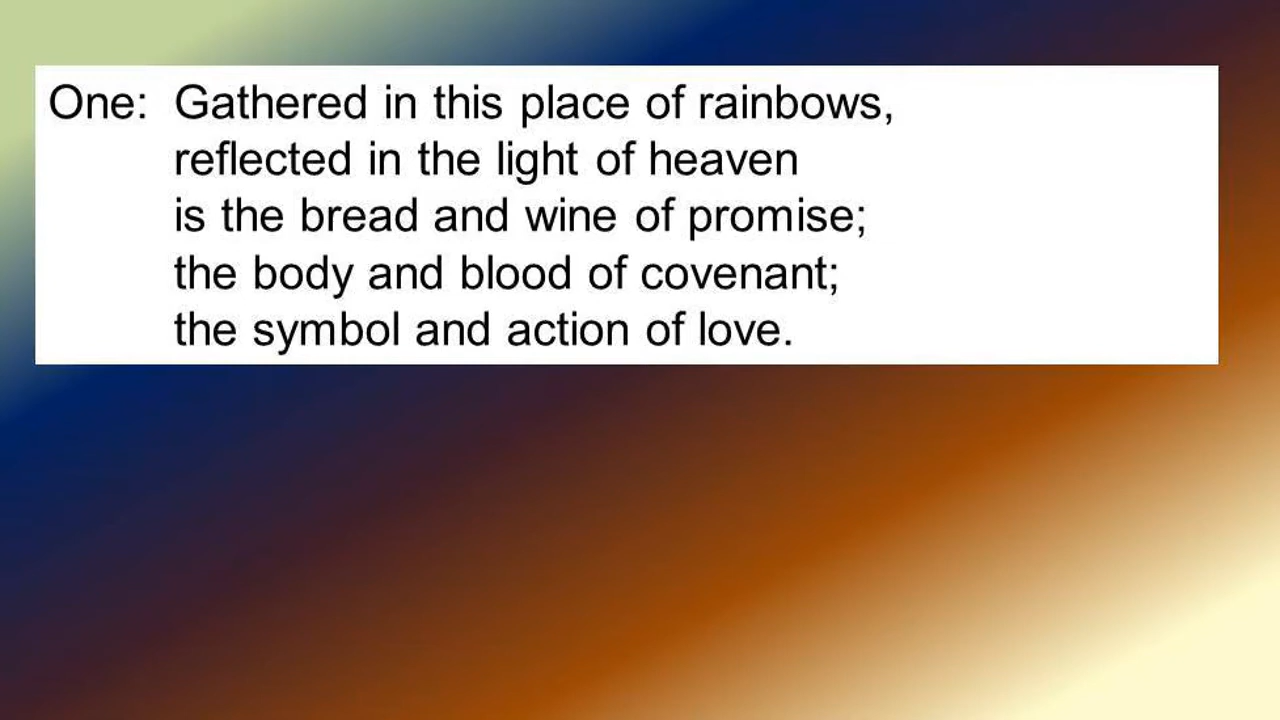 One: Gathered in this place of rainbows,
reflected in the light of heaven
is the bread and wine of promise;
the body and blood of covenant;
the symbol and action of love.